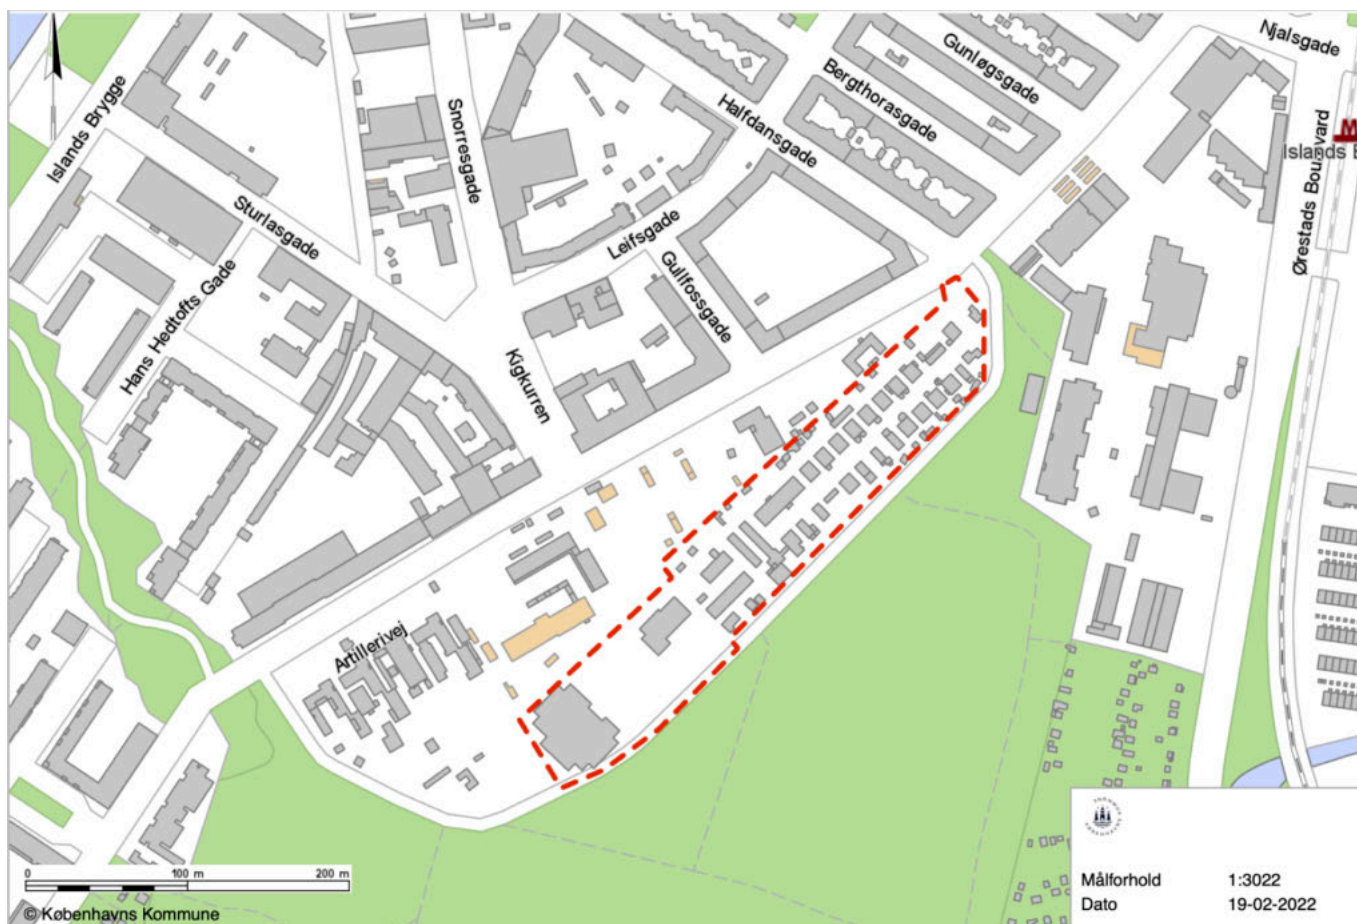 Njalsgade
Gunløgsgade
Bergthorasgade
Halfdansgade
Islands Brygge
Snorresgade
Sturlasgade
Leifsgade
Gullfossgade
Hans Hedtofts Gade
Kigkurren
Artillerivej
M
Islands B
Ørestads Boulevard
0 100 m 200 m
© Københavns Kommune
Målforhold 1:3022
Dato 19-02-2022